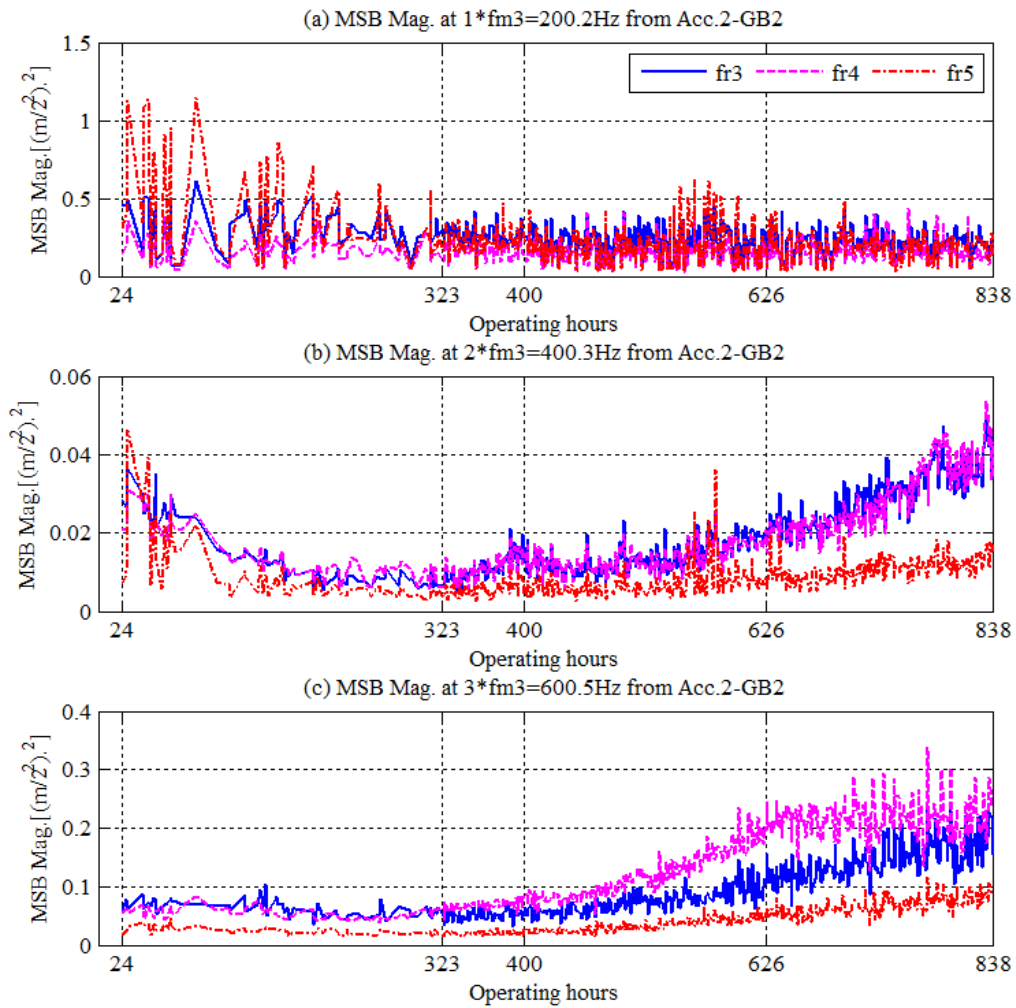 (a) MSB Mag. at 1*fm3=200.2Hz from Acc.2-GB2
MSB Mag.[(m/2²).²]
1.5
1
0.5
0
fr3 fr4 fr5
24 323 400 626 838
Operating hours
(b) MSB Mag. at 2*fm3=400.3Hz from Acc.2-GB2
MSB Mag.[(m/2²).²]
0.06
0.04
0.02
0
24 323 400 626 838
Operating hours
(c) MSB Mag. at 3*fm3=600.5Hz from Acc.2-GB2
MSB Mag.[(m/2²).²]
0.4
0.3
0.2
0.1
0
24 323 400 626 838
Operating hours